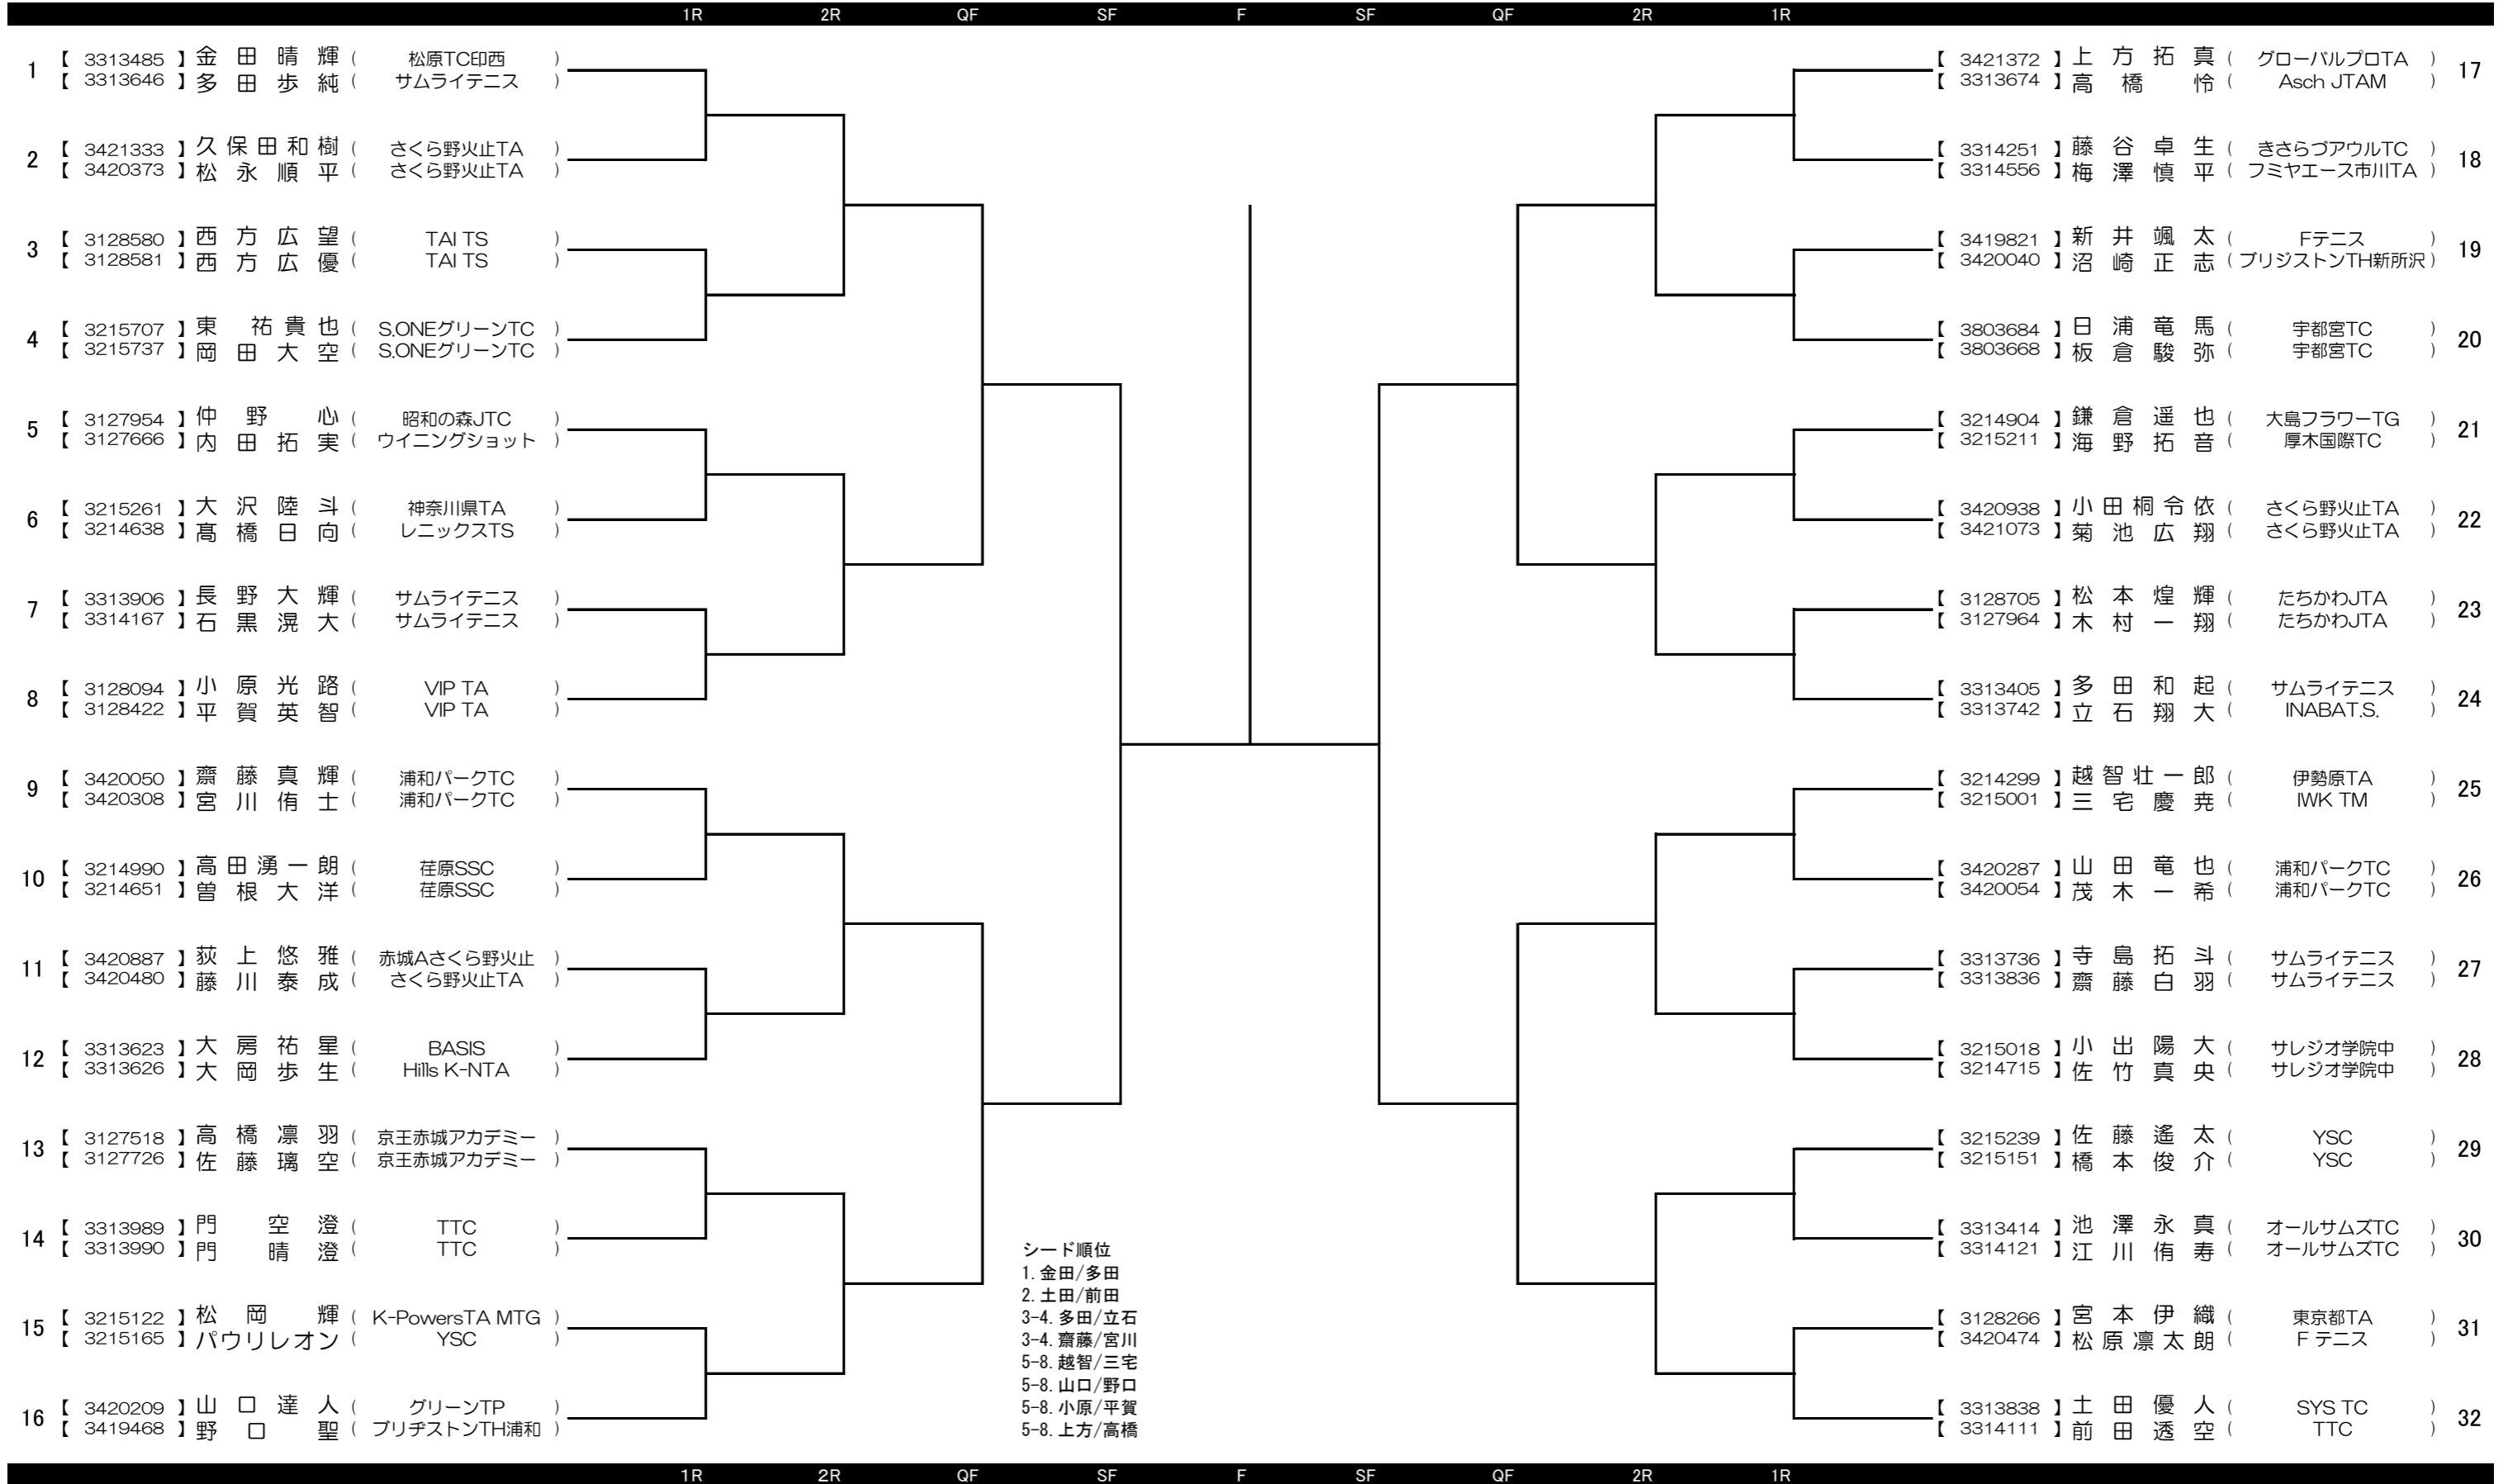 1R 2R QF SF F SF QF 2R 1R
1 【 3313485 】 金田晴輝 ( 松原TC印西 )
【 3313646 】 多田歩純 ( サムライテニス )
2 【 3421333 】 久保田和樹 ( さくら野火止TA )
【 3420373 】 松永順平 ( さくら野火止TA )
3 【 3128580 】 西方広望 ( TAI TS )
【 3128581 】 西方広優 ( TAI TS )
4 【 3215707 】 東祐貴也 ( S.ONEグリーンTC )
【 3215737 】 岡田大空 ( S.ONEグリーンTC )
5 【 3127954 】 仲野心 ( 昭和の森JTC )
【 3127666 】 内田拓実 ( ウイニングショット )
6 【 3215261 】 大沢陸斗 ( 神奈川県TA )
【 3214638 】 髙橋日向 ( レニックスTS )
7 【 3313906 】 長野大輝 ( サムライテニス )
【 3314167 】 石黒滉大 ( サムライテニス )
8 【 3128094 】 小原光路 ( VIP TA )
【 3128422 】 平賀英智 ( VIP TA )
9 【 3420050 】 齋藤真輝 ( 浦和パークTC )
【 3420308 】 宮川侑士 ( 浦和パークTC )
10 【 3214990 】 高田湧一朗 ( 荏原SSC )
【 3214651 】 曽根大洋 ( 荏原SSC )
11 【 3420887 】 荻上悠雅 ( 赤城Aさくら野火止 )
【 3420480 】 藤川泰成 ( さくら野火止TA )
12 【 3313623 】 大房祐星 ( BASIS )
【 3313626 】 大岡歩生 ( Hills K-NTA )
13 【 3127518 】 高橋凛羽 ( 京王赤城アカデミー )
【 3127726 】 佐藤璃空 ( 京王赤城アカデミー )
14 【 3313989 】 門空澄 ( TTC )
【 3313990 】 門晴澄 ( TTC )
15 【 3215122 】 松岡輝 ( K-PowersTA MTG )
【 3215165 】 パウリレオン ( YSC )
16 【 3420209 】 山口達人 ( グリーンTP )
【 3419468 】 野口聖 ( ブリヂストンTH浦和 )
シード順位
1. 金田/多田
2. 土田/前田
3-4. 多田/立石
3-4. 齋藤/宮川
5-8. 越智/三宅
5-8. 山口/野口
5-8. 小原/平賀
5-8. 上方/高橋
【 3421372 】 上方拓真 ( グローバルプロTA ) 17
【 3313674 】 高橋怜 ( Asch JTAM )
【 3314251 】 藤谷卓生 ( きさらづアウルTC ) 18
【 3314556 】 梅澤慎平 ( フミヤエース市川TA )
【 3419821 】 新井颯太 ( Fテニス ) 19
【 3420040 】 沼崎正志 ( ブリジストンTH新所沢 )
【 3803684 】 日浦竜馬 ( 宇都宮TC ) 20
【 3803668 】 板倉駿弥 ( 宇都宮TC )
【 3214904 】 鎌倉遥也 ( 大島フラワーTG ) 21
【 3215211 】 海野拓音 ( 厚木国際TC )
【 3420938 】 小田桐令依 ( さくら野火止TA ) 22
【 3421073 】 菊池広翔 ( さくら野火止TA )
【 3128705 】 松本煌輝 ( たちかわJTA ) 23
【 3127964 】 木村一翔 ( たちかわJTA )
【 3313405 】 多田和起 ( サムライテニス ) 24
【 3313742 】 立石翔大 ( INABAT.S. )
【 3214299 】 越智壮一郎 ( 伊勢原TA ) 25
【 3215001 】 三宅慶尭 ( IWK TM )
【 3420287 】 山田竜也 ( 浦和パークTC ) 26
【 3420054 】 茂木一希 ( 浦和パークTC )
【 3313736 】 寺島拓斗 ( サムライテニス ) 27
【 3313836 】 齋藤白羽 ( サムライテニス )
【 3215018 】 小出陽大 ( サレジオ学院中 ) 28
【 3214715 】 佐竹真央 ( サレジオ学院中 )
【 3215239 】 佐藤遙太 ( YSC ) 29
【 3215151 】 橋本俊介 ( YSC )
【 3313414 】 池澤永真 ( オールサムズTC ) 30
【 3314121 】 江川侑寿 ( オールサムズTC )
【 3128266 】 宮本伊織 ( 東京都TA ) 31
【 3420474 】 松原凛太朗 ( F テニス )
【 3313838 】 土田優人 ( SYS TC ) 32
【 3314111 】 前田透空 ( TTC )
1R 2R QF SF F SF QF 2R 1R